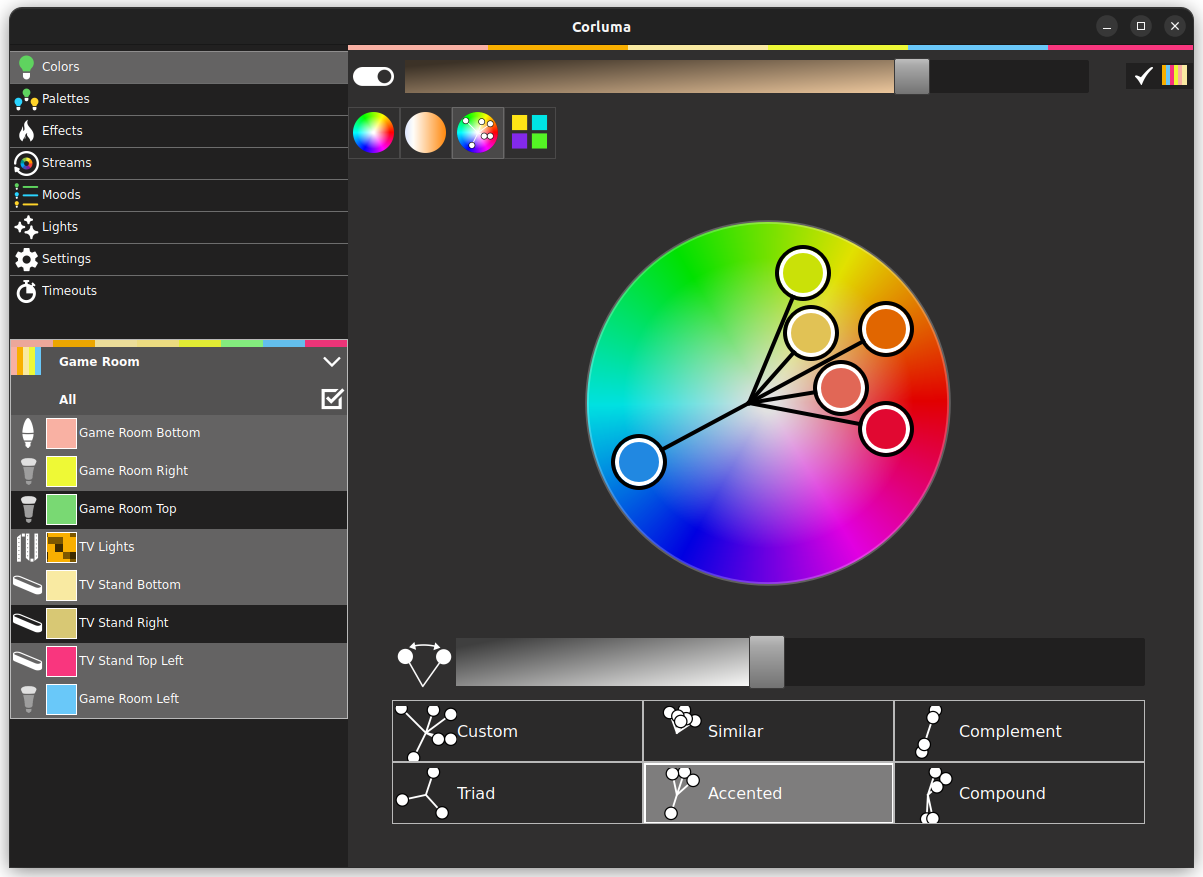 Corluma
Colors
Palettes
Effects
Streams
Moods
Lights
Settings
Timeouts
Game Room
All
Game Room Bottom
Game Room Right
Game Room Top
TV Lights
TV Stand Bottom
TV Stand Right
TV Stand Top Left
Game Room Left
Custom
Similar
Complement
Triad
Accented
Compound